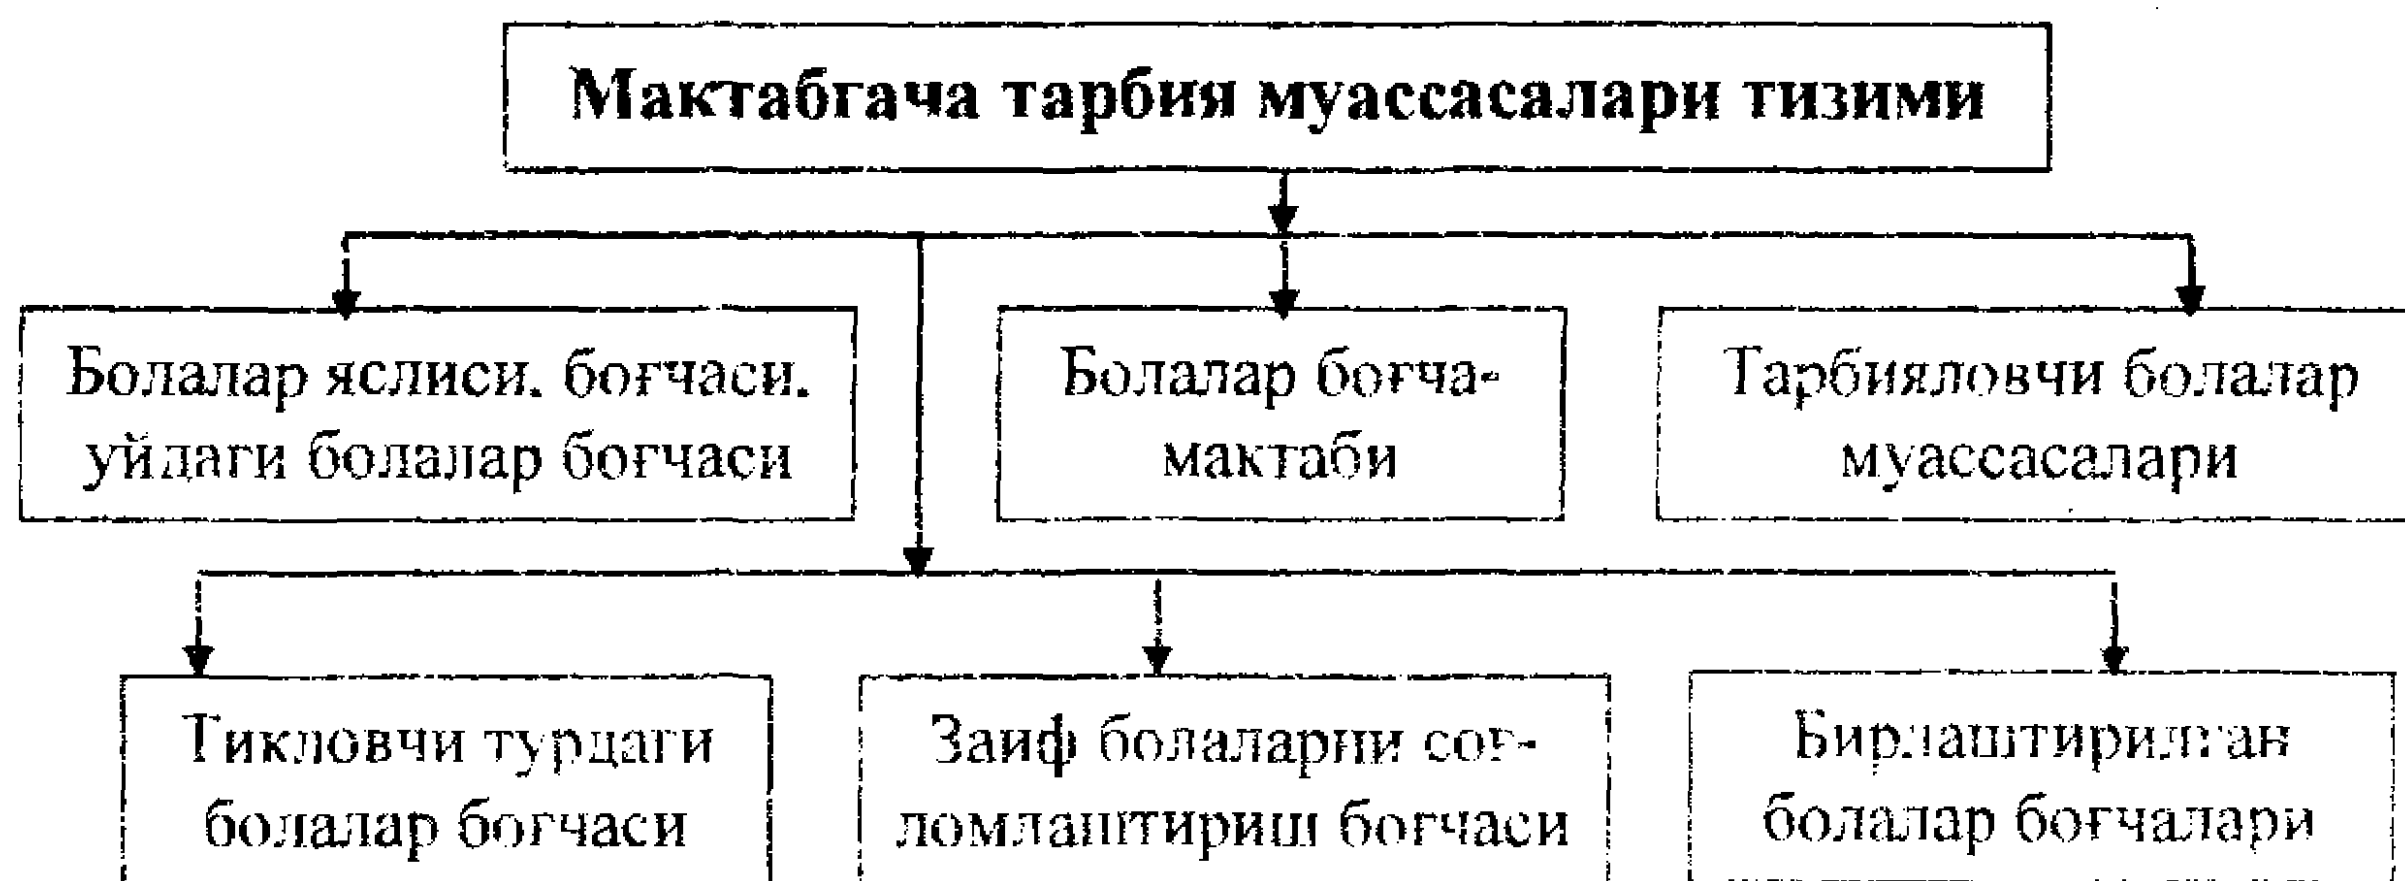 Мактабгача тарбия муассасалари тизими
Болалар яслиси. боғчаси.
уйдаги болалар боғчаси
Болалар боғча-
мактаби
Тарбияловчи болалар
муассасалари
Тикловчи турдаги
болалар боғчаси
Заиф болаларни соғ-
ломлаштириш боғчаси
Бирлаштирилган
болалар боғчалари